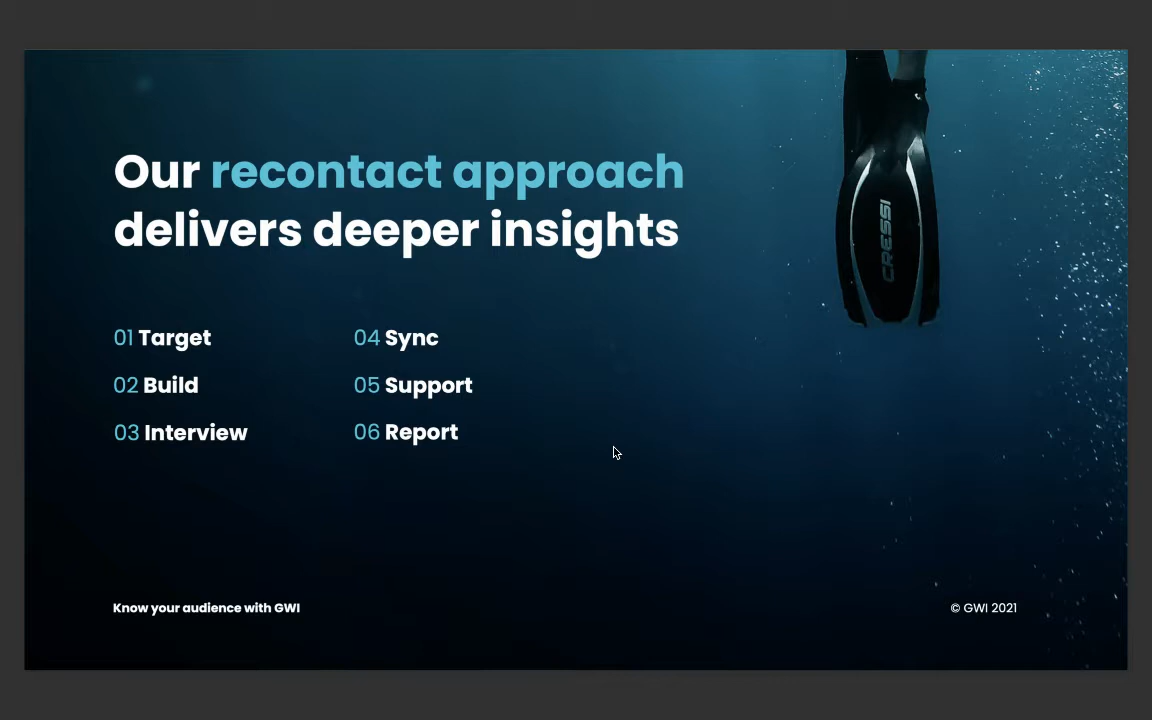 Our recontact approach
delivers deeper insights
01 Target
02 Build
03 Interview
04 Sync
05 Support
06 Report
CRESSI
Know your audience with GWI
© GWI 2021